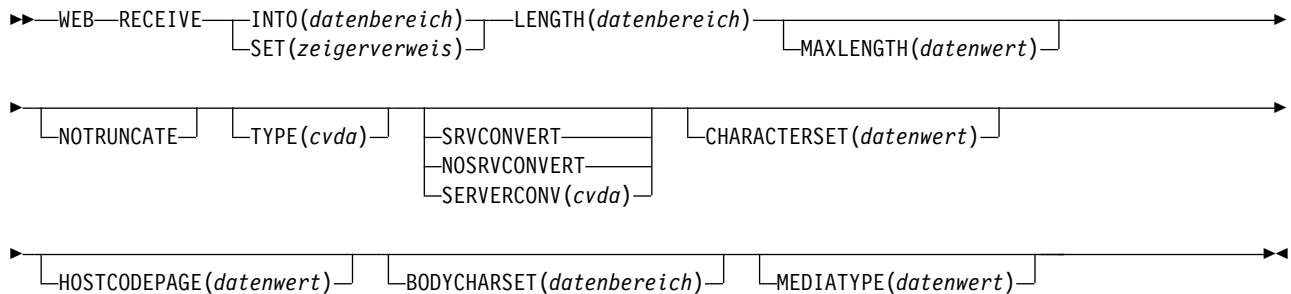 WEB RECEIVE INTO(datenbereich) LENGTH(datenbereich)
SET(zeigerverweis) MAXLENGTH(datenwert)
NOTRUNCATE TYPE(cvda) SRVCONVERT CHARACTERSET(datenwert)
NOSRVCONVERT
SERVERCONV(cvda)
HOSTCODEPAGE(datenwert) BODYCHARSET(datenbereich) MEDIATYPE(datenwert)